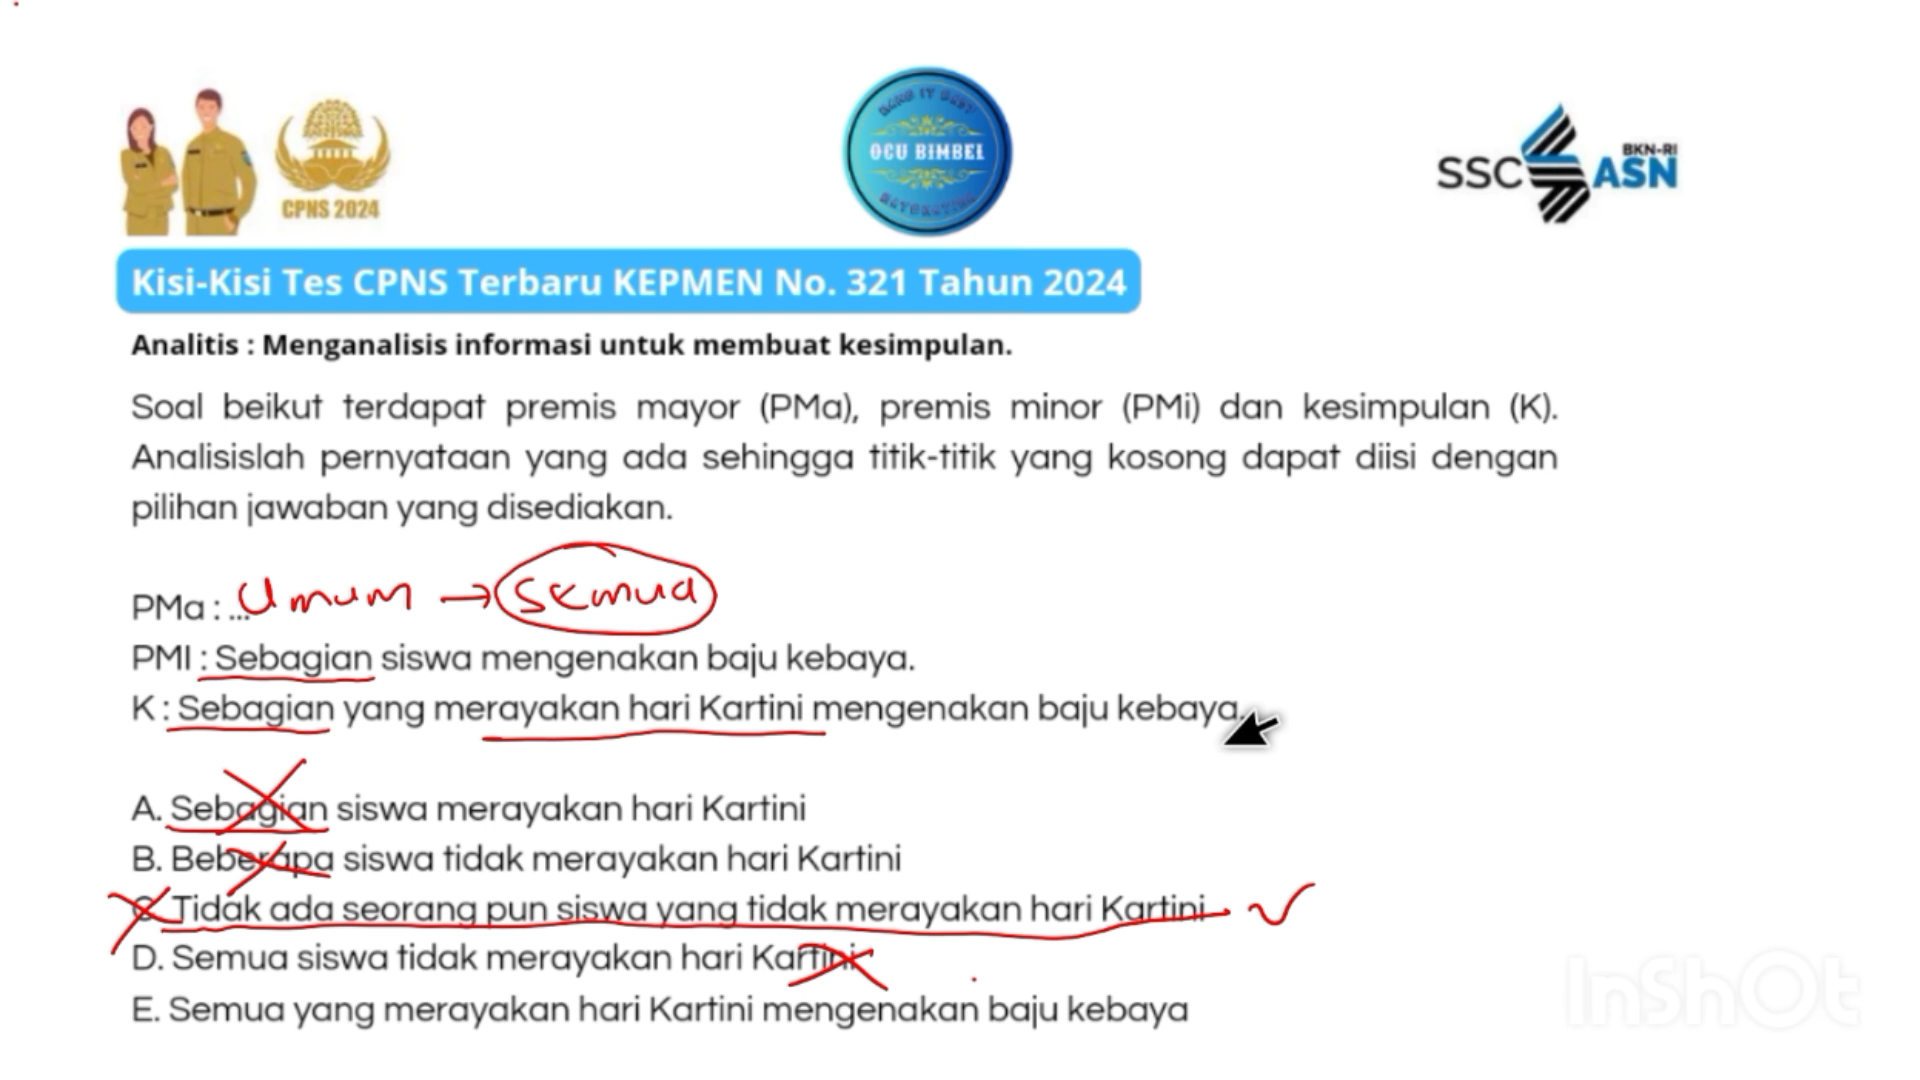 CPNS 2024
OCU BIMBEL
SSC
BKN-RI
ASN
Kisi-Kisi Tes CPNS Terbaru KEPMEN No. 321 Tahun 2024
Analitis : Menganalisis informasi untuk membuat kesimpulan.
Soal beikut terdapat premis mayor (PMa), premis minor (PMi) dan kesimpulan (K).
Analisislah pernyataan yang ada sehingga titik-titik yang kosong dapat diisi dengan
pilihan jawaban yang disediakan.
PMa : ... Umum → Semua
PMI : Sebagian siswa mengenakan baju kebaya.
K : Sebagian yang merayakan hari Kartini mengenakan baju kebaya.
A. Sebagian siswa merayakan hari Kartini
B. Beberapa siswa tidak merayakan hari Kartini
C. Tidak ada seorang pun siswa yang tidak merayakan hari Kartini
D. Semua siswa tidak merayakan hari Kartini
E. Semua yang merayakan hari Kartini mengenakan baju kebaya
InShOt